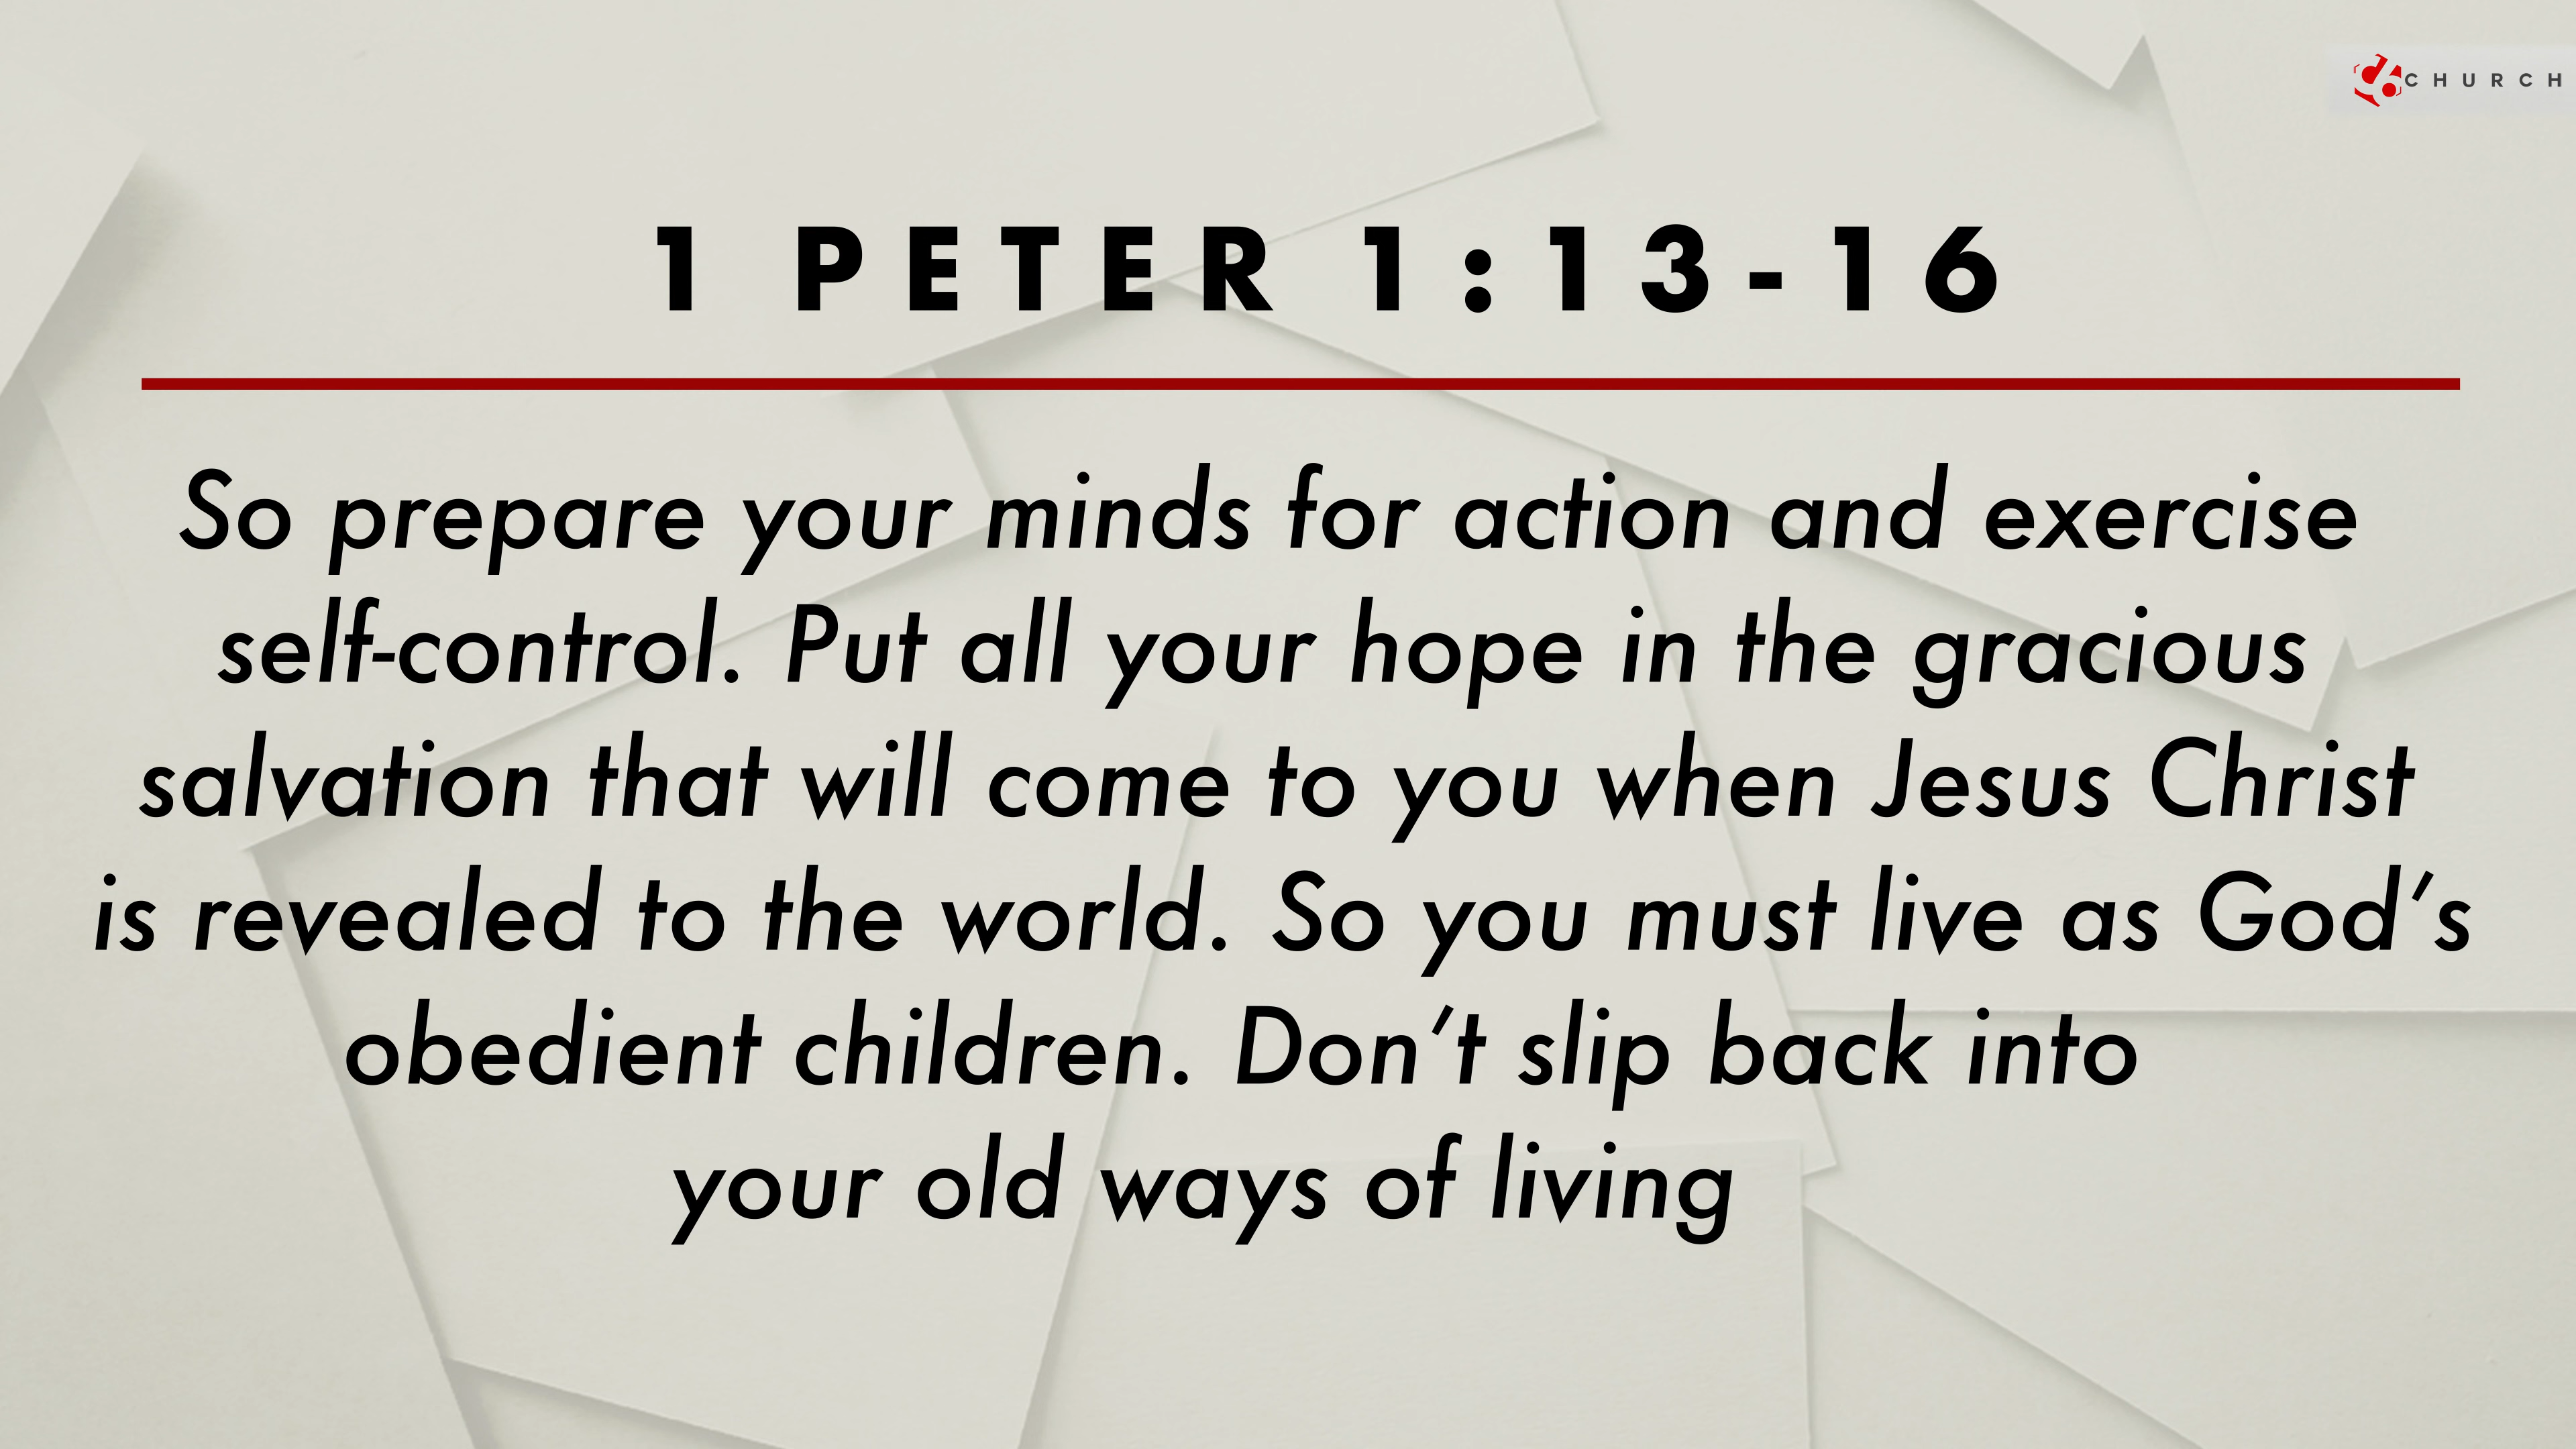 CHURCH
1 PETER 1:13-16
So prepare your minds for action and exercise
self-control. Put all your hope in the gracious
salvation that will come to you when Jesus Christ
is revealed to the world. So you must live as God’s
obedient children. Don’t slip back into
your old ways of living